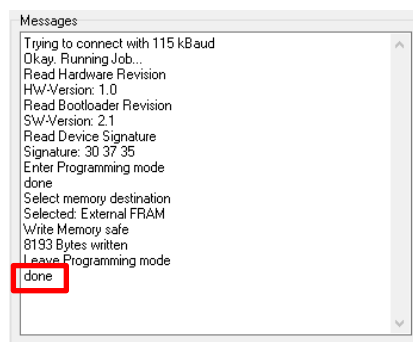 Messages
Trying to connect with 115 kBaud
Okay. Running Job...
Read Hardware Revision
HW-Version: 1.0
Read Bootloader Revision
SW-Version: 2.1
Read Device Signature
Signature: 30 37 35
Enter Programming mode
done
Select memory destination
Selected: External FRAM
Write Memory safe
8193 Bytes written
Leave Programming mode
done